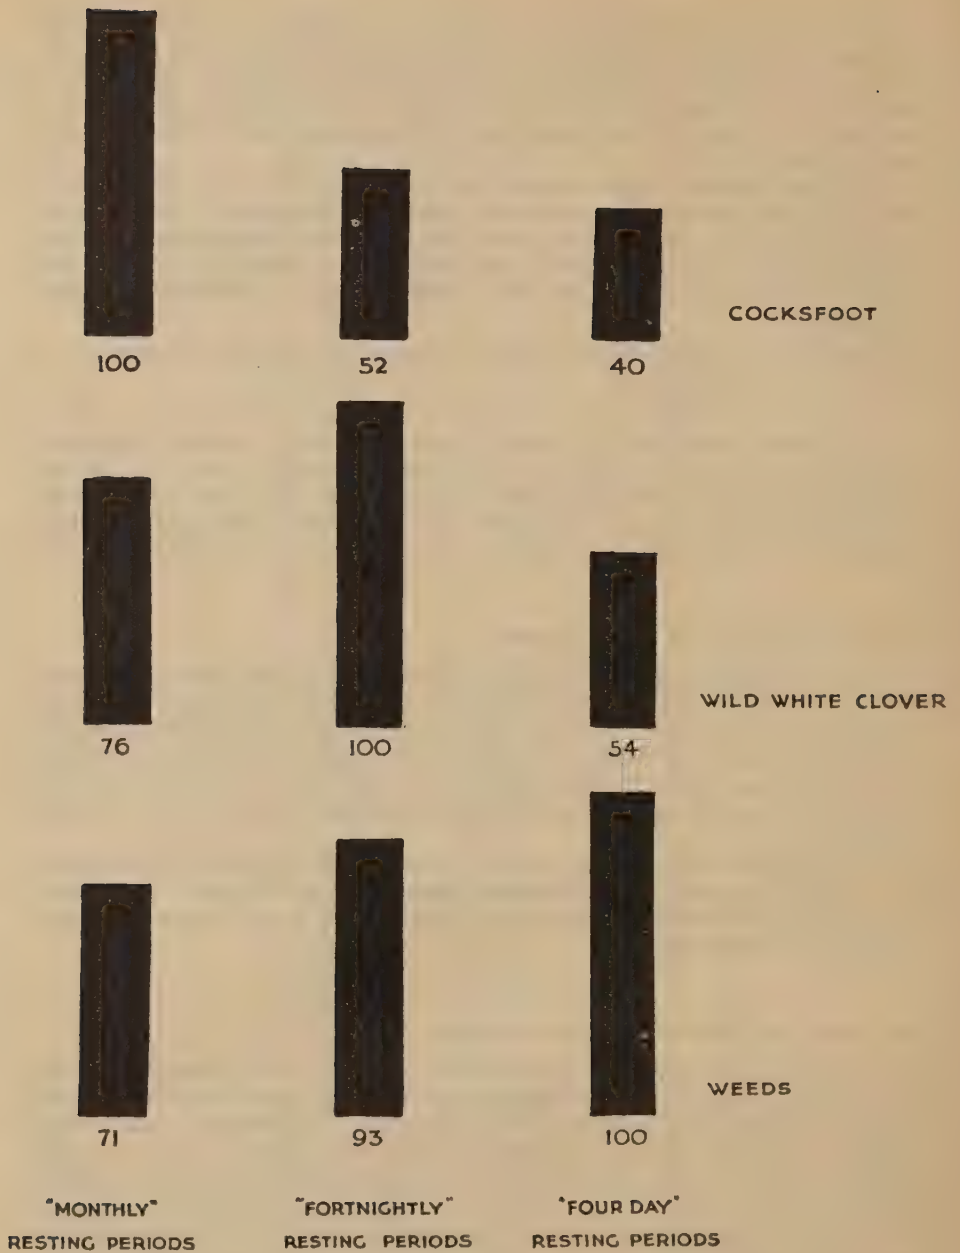 COCKSFOOT
100 52 40
WILD WHITE CLOVER
76 100 54
WEEDS
71 93 100
"MONTHLY" "FORTNIGHTLY" "FOUR DAY"
RESTING PERIODS RESTING PERIODS RESTING PERIODS